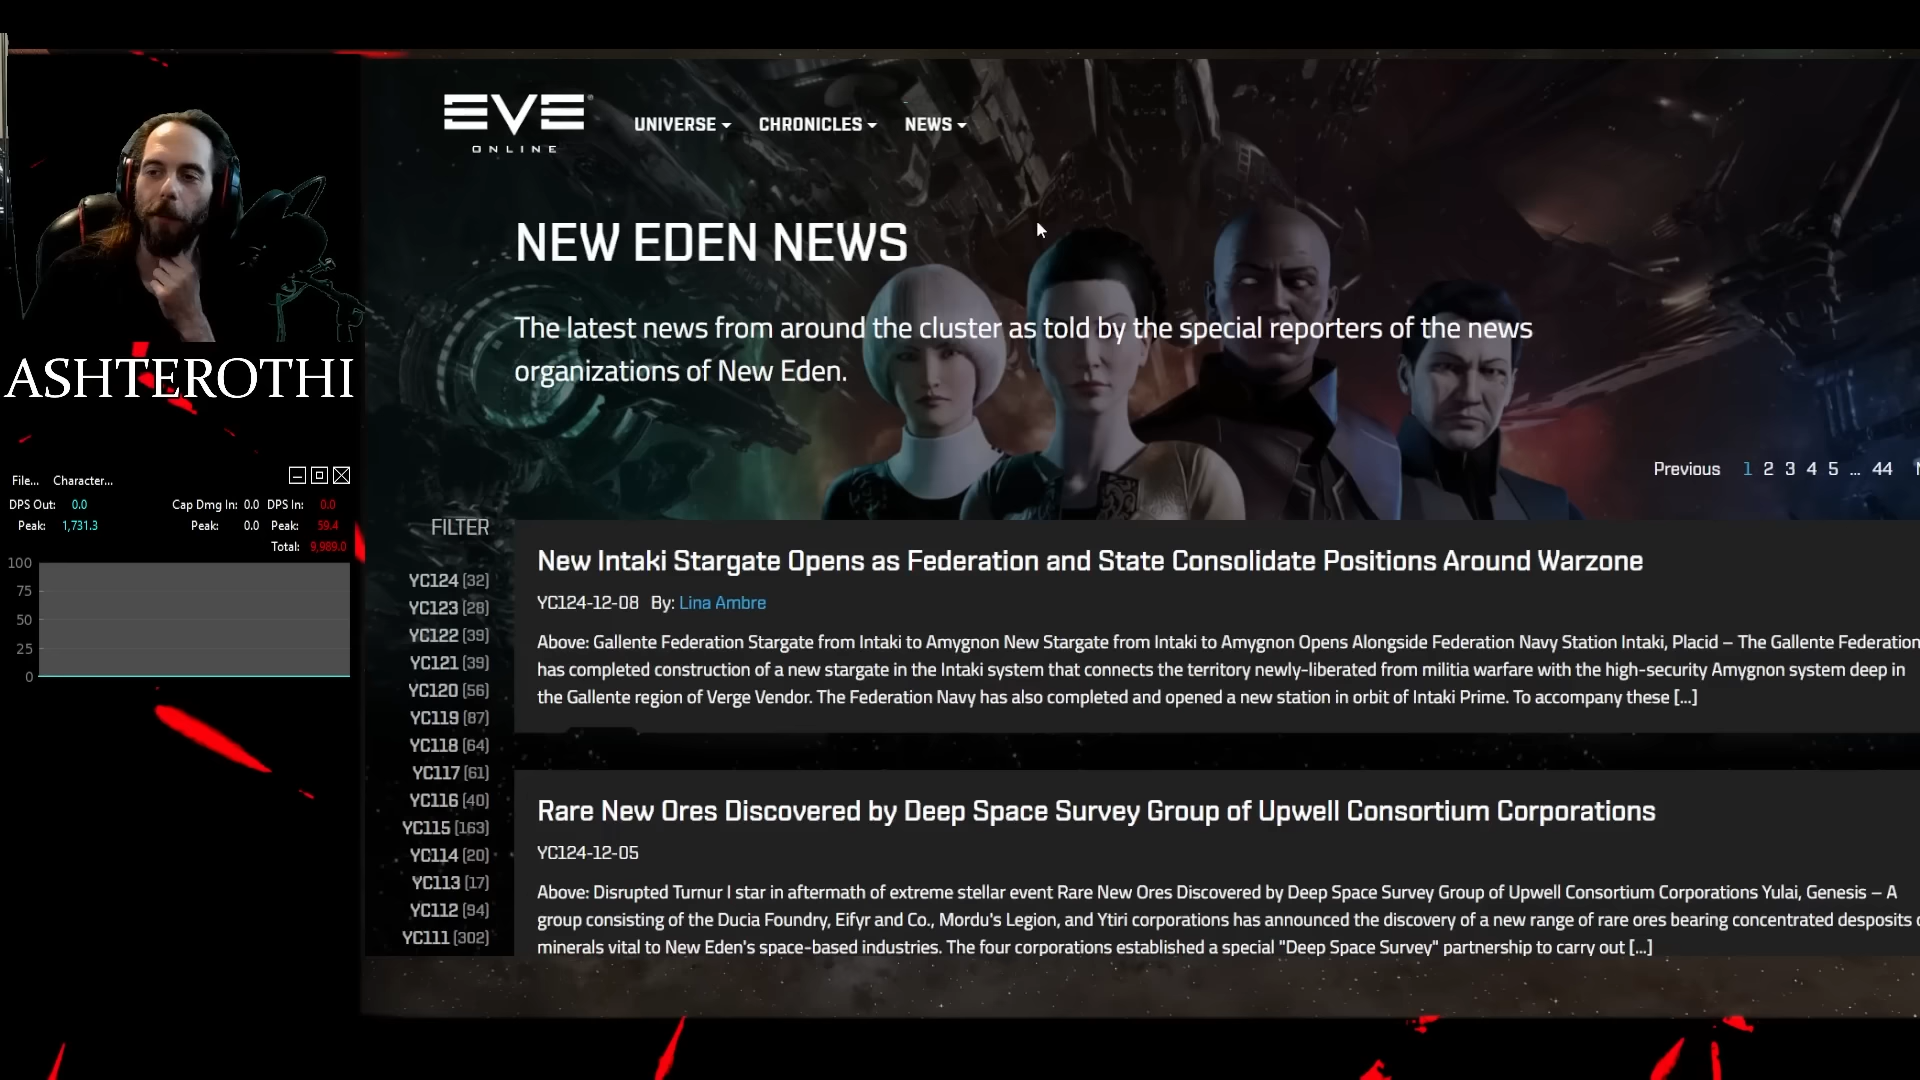 EVE
ONLINE
UNIVERSE
CHRONICLES
NEWS
NEW EDEN NEWS
The latest news from around the cluster as told by the special reporters of the news
organizations of New Eden.
ASHTEROTHI
Previous 1 2 3 4 5 ... 44
File... Character...
DPS Out: 0.0 Cap Dmg In: 0.0 DPS In: 0.0
Peak: 1,731.3 Peak: 0.0 Peak: 59.4
Total: 9,989.0
100
75
50
25
0
FILTER
YC124 (32)
YC123 (28)
YC122 (39)
YC121 (39)
YC120 (56)
YC119 (87)
YC118 (64)
YC117 (61)
YC116 (40)
YC115 (163)
YC114 (20)
YC113 (17)
YC112 (94)
YC111 (302)
New Intaki Stargate Opens as Federation and State Consolidate Positions Around Warzone
YC124-12-08 By: Lina Ambre
Above: Gallente Federation Stargate from Intaki to Amygnon New Stargate from Intaki to Amygnon Opens Alongside Federation Navy Station Intaki, Placid – The Gallente Federation
has completed construction of a new stargate in the Intaki system that connects the territory newly-liberated from militia warfare with the high-security Amygnon system deep in
the Gallente region of Verge Vendor. The Federation Navy has also completed and opened a new station in orbit of Intaki Prime. To accompany these [...]
Rare New Ores Discovered by Deep Space Survey Group of Upwell Consortium Corporations
YC124-12-05
Above: Disrupted Turnur I star in aftermath of extreme stellar event Rare New Ores Discovered by Deep Space Survey Group of Upwell Consortium Corporations Yulai, Genesis – A
group consisting of the Ducia Foundry, Eifyr and Co., Mordu's Legion, and Ytiri corporations has announced the discovery of a new range of rare ores bearing concentrated desposits
minerals vital to New Eden's space-based industries. The four corporations established a special "Deep Space Survey" partnership to carry out [...]